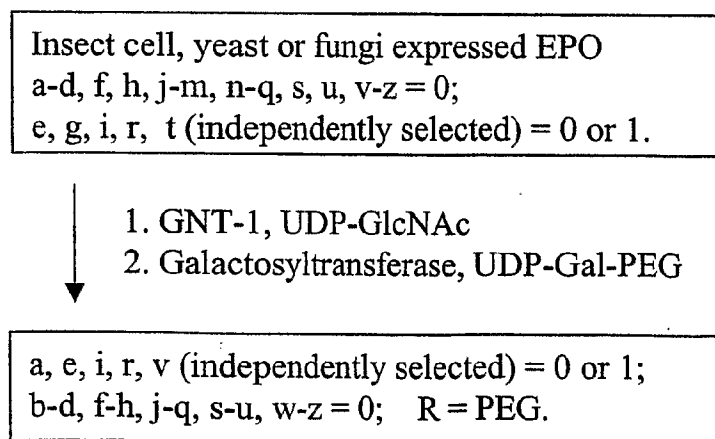 Insect cell, yeast or fungi expressed EPO
a-d, f, h, j-m, n-q, s, u, v-z = 0;
e, g, i, r, t (independently selected) = 0 or 1.
1. GNT-1, UDP-GlcNAc
2. Galactosyltransferase, UDP-Gal-PEG
a, e, i, r, v (independently selected) = 0 or 1;
b-d, f-h, j-q, s-u, w-z = 0; R = PEG.